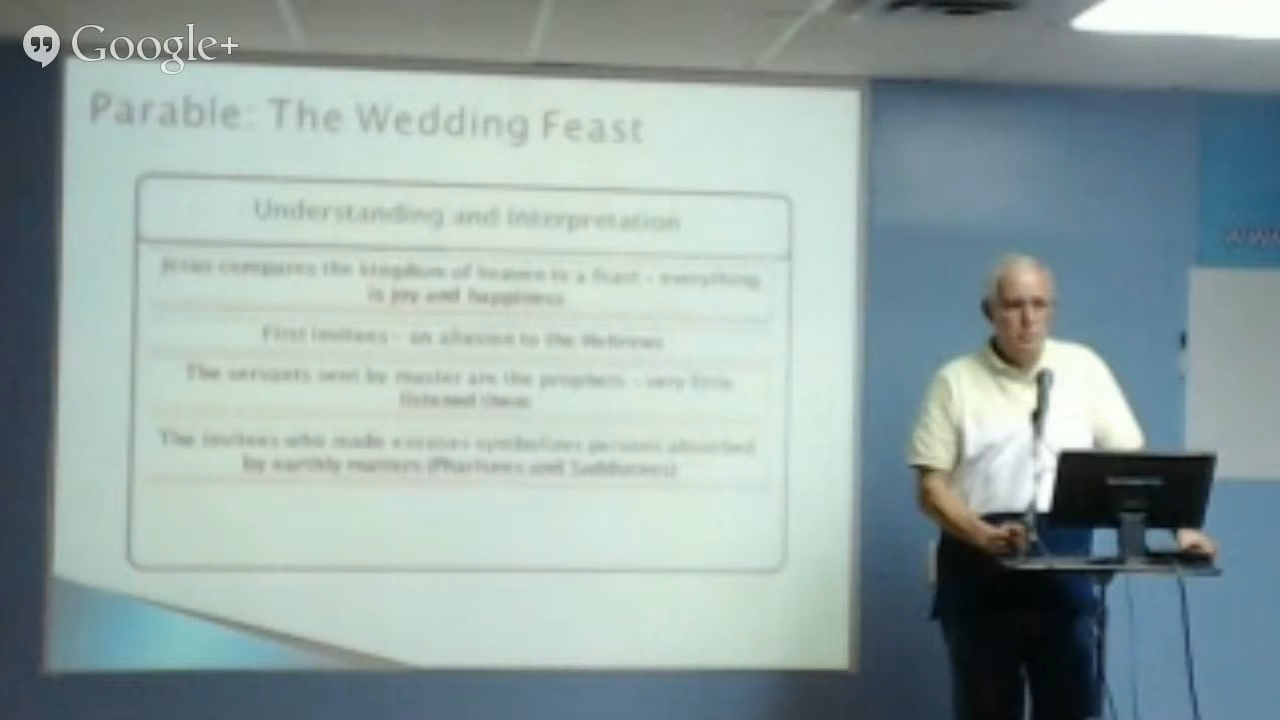 Google+
Parable: The Wedding Feast
Understanding and Interpretation
Jesus compares the kingdom of heaven to a feast - everything
is joy and happiness
First invitees - an allusion to the Hebrews
The servants sent by master are the prophets - very little
listened them
The invitees who made excuses symbolizes persons absorbed
by earthly matters (Pharisees and Sadducees)